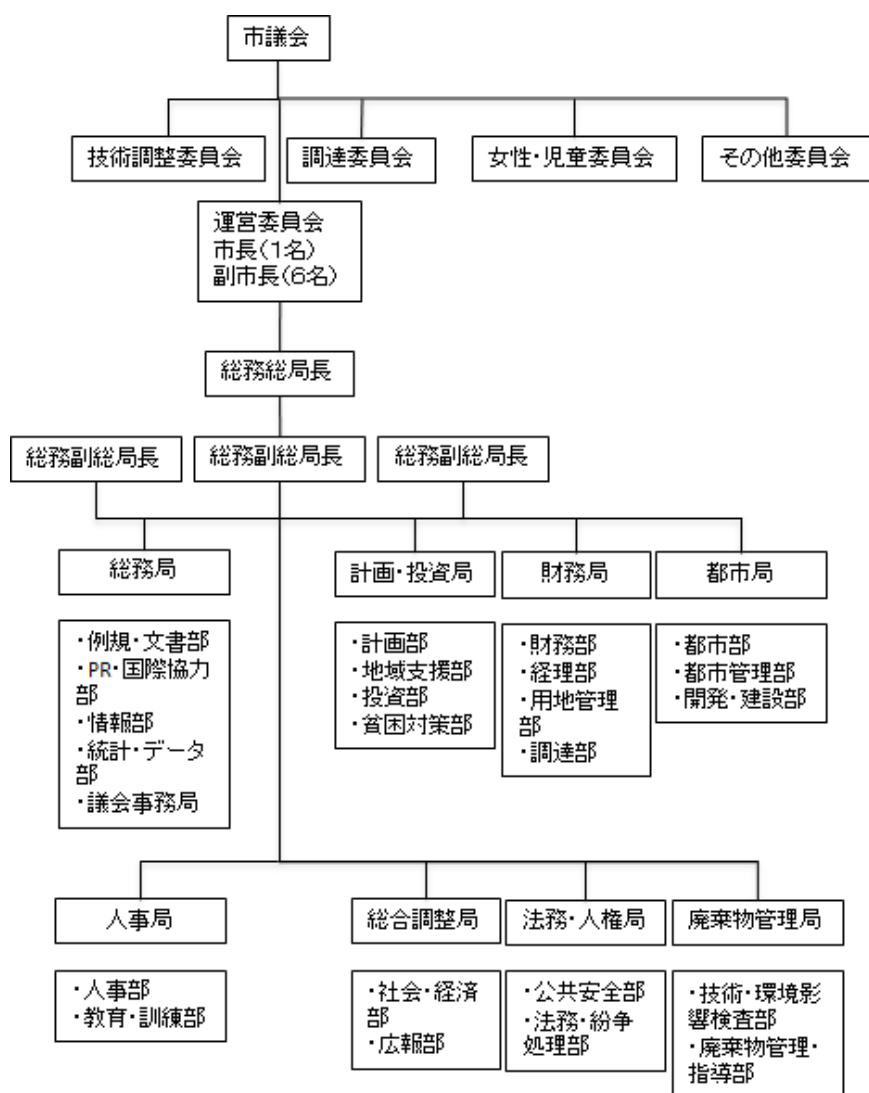 市議会
技術調整委員会
調達委員会
女性・児童委員会
その他委員会
運営委員会
市長(1名)
副市長(6名)
総務総局長
総務副総局長
総務副総局長
総務副総局長
総務局
計画・投資局
財務局
都市局
・例規・文書部
・PR・国際協力
部
・情報部
・統計・データ
部
・議会事務局
・計画部
・地域支援部
・投資部
・貧困対策部
・財務部
・経理部
・用地管理
部
・調達部
・都市部
・都市管理部
・開発・建設部
人事局
総合調整局
法務・人権局
廃棄物管理局
・人事部
・教育・訓練部
・社会・経済
部
・広報部
・公共安全部
・法務・紛争
処理部
・技術・環境影
響検査部
・廃棄物管理・
指導部